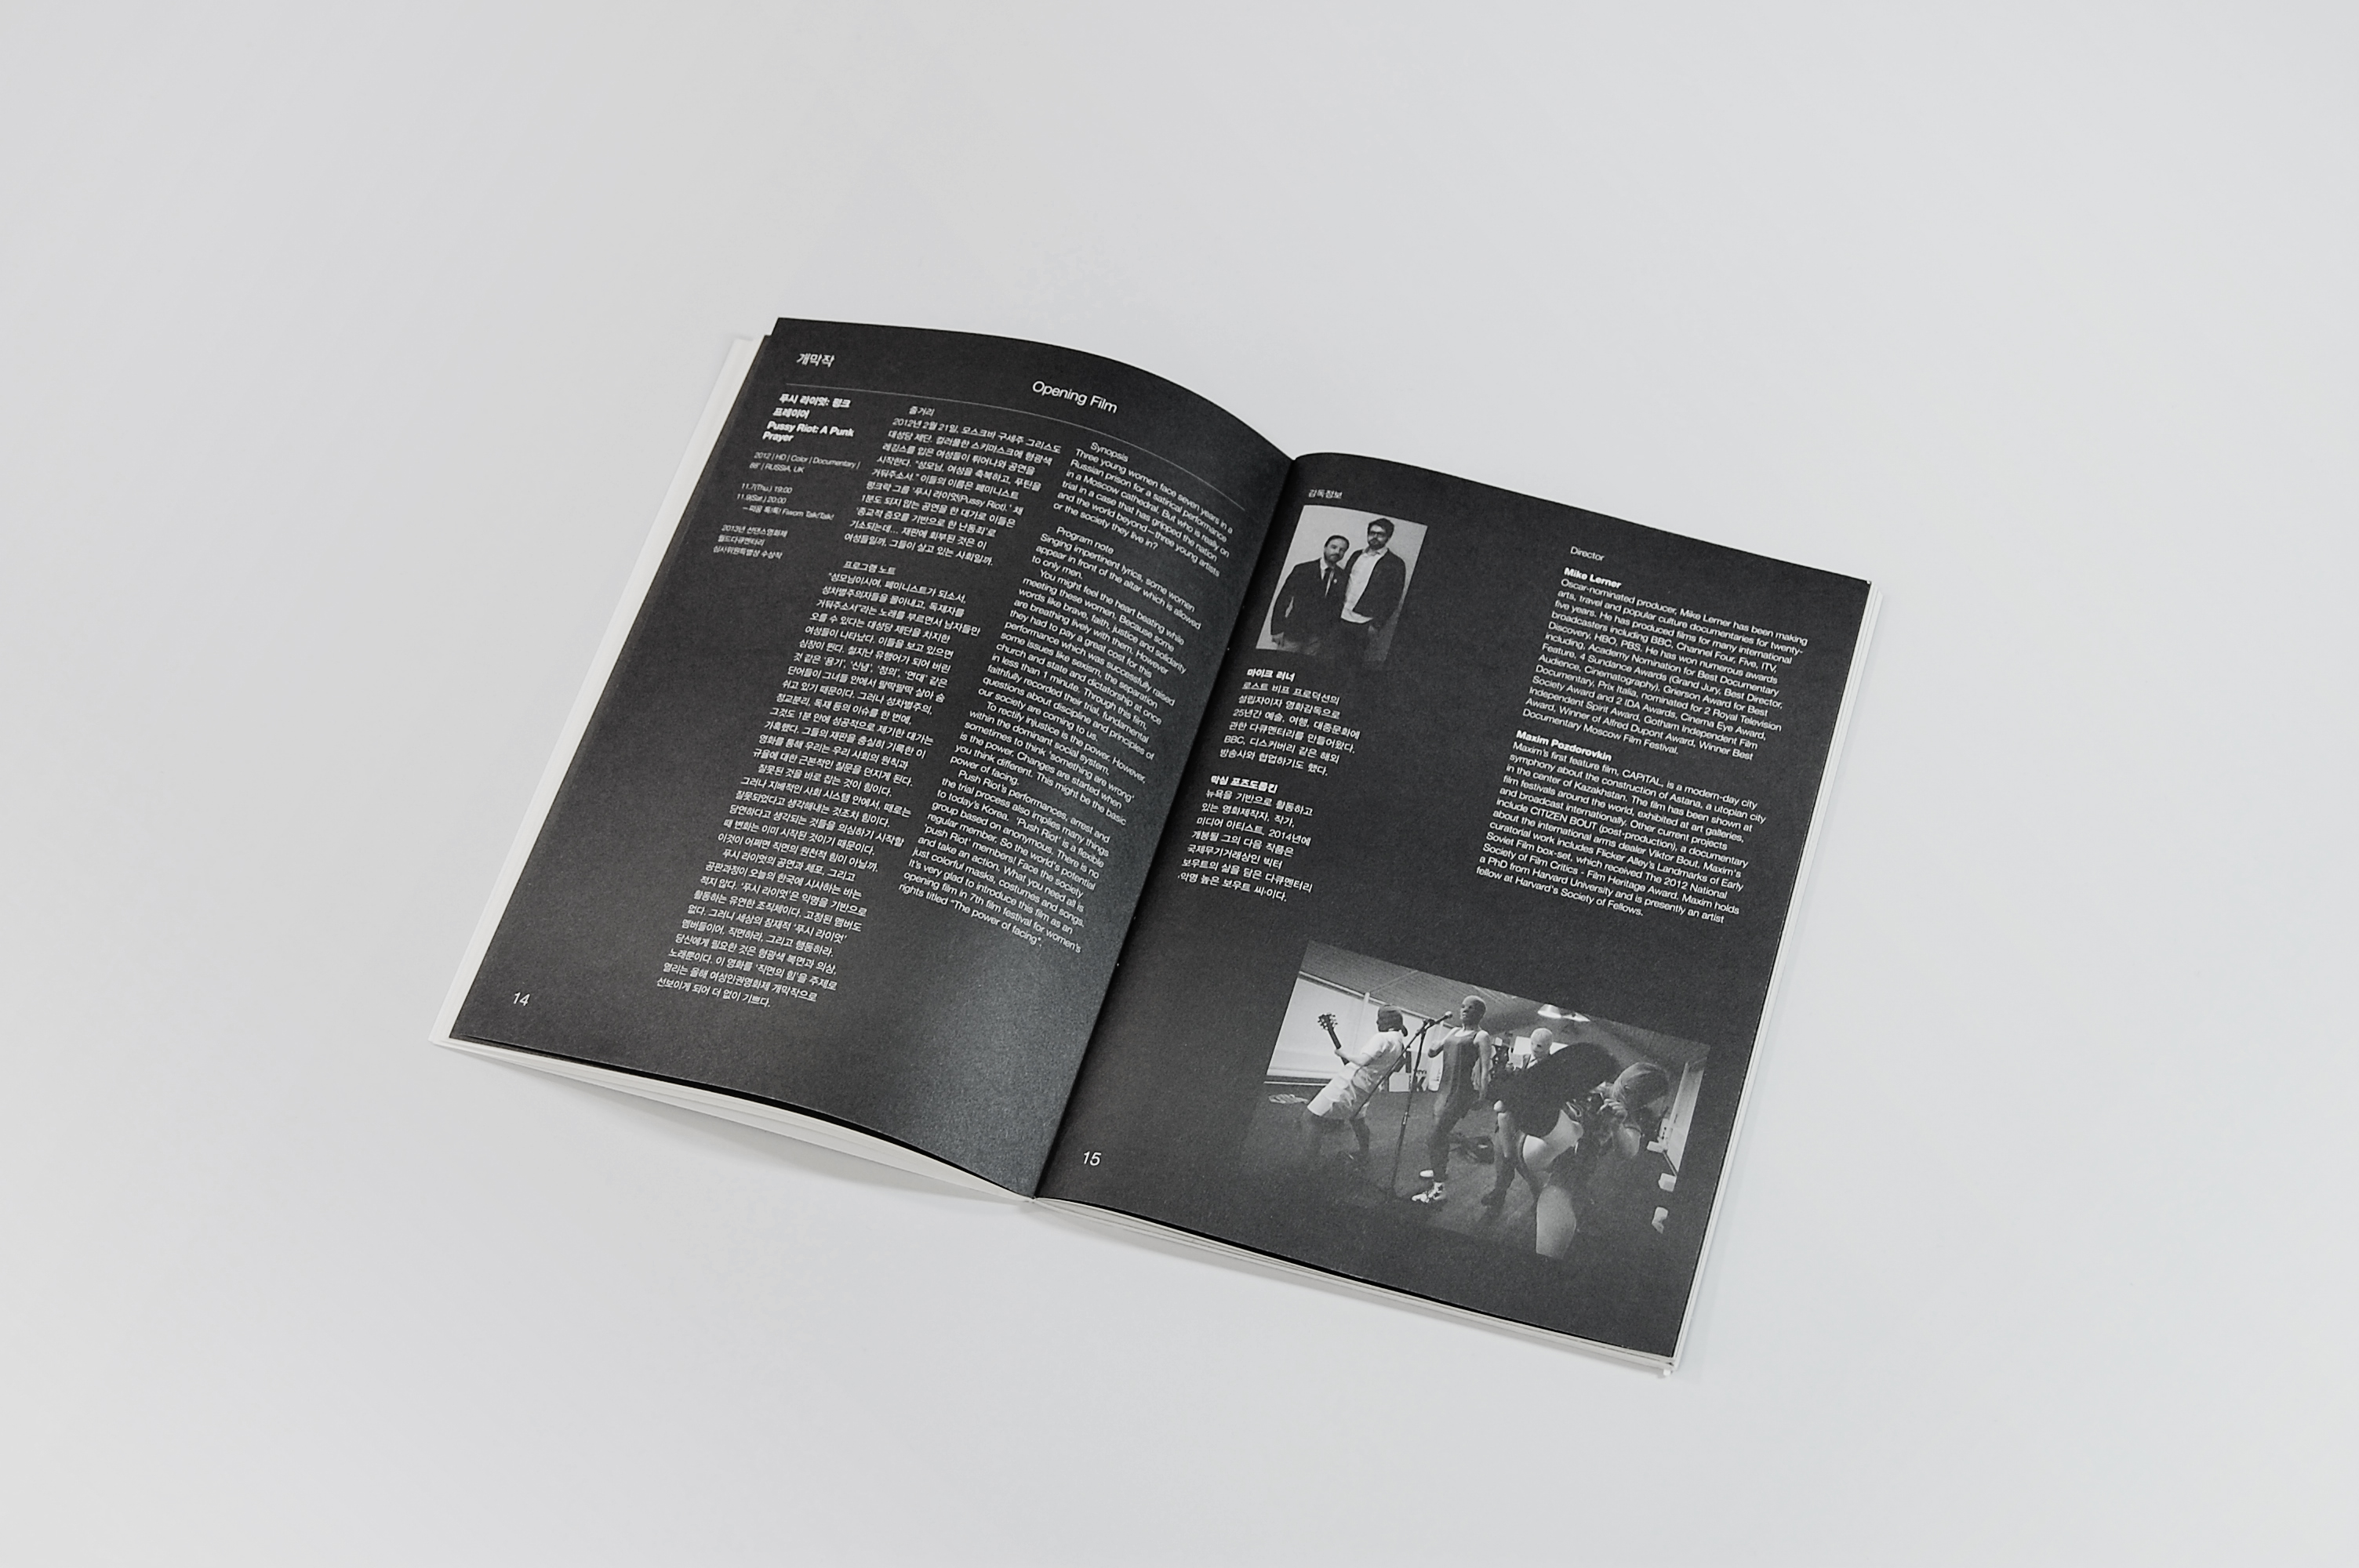 개막작
Opening Film
푸시 라이엇: 펑크
프레이어
Pussy Riot: A Punk
Prayer
2012 | HD | Color | Documentary |
88' | RUSSIA, UK
11.7(Thu.) 19:00
11.9(Sat.) 20:00
2013년 선댄스영화제
월드다큐멘터리
심사위원특별상 수상작
줄거리
2012년 2월 21일, 모스크바 구세주 그리스도
대성당 제단. 컬러풀한 스키마스크에 형광색
레깅스를 입은 여성들이 튀어나와 공연을
시작한다. "성모님, 여성을 축복하고, 푸틴을
거둬주소서." 이들의 이름은 페미니스트
펑크락 그룹 '푸시 라이엇(Pussy Riot).' 채
1분도 되지 않는 공연을 한 대가로 이들은
'종교적 증오를 기반으로 한 난동죄'로
기소되는데… 재판에 회부된 것은 이
여성들일까, 그들이 살고 있는 사회일까.
프로그램 노트
"성모님이시여, 페미니스트가 되소서,
성차별주의자들을 몰아내고, 독재자를
거둬주소서"라는 노래를 부르면서 남자들만
오를 수 있다는 대성당 제단을 차지한
여성들이 나타났다. 이들을 보고 있으면
심장이 뛴다. 철지난 유행어가 되어 버린
것 같은 '용기', '신념', '정의', '연대' 같은
단어들이 그녀들 안에서 팔딱팔딱 살아 숨
쉬고 있기 때문이다. 그러나 성차별주의,
정교분리, 독재 등의 이슈를 한 번에,
그것도 1분 안에 성공적으로 제기한 대가는
가혹했다. 그들의 재판을 충실히 기록한 이
영화를 통해 우리는 우리 사회의 원칙과
규율에 대한 근본적인 질문을 던지게 된다.
잘못된 것을 바로 잡는 것이 힘이다.
그러나 지배적인 사회 시스템 안에서, 때로는
잘못되었다고 생각해내는 것조차 힘이다.
당연하다고 생각되는 것들을 의심하기 시작할
때 변화는 이미 시작된 것이기 때문이다.
이것이 어쩌면 직면의 원천적 힘이 아닐까.
푸시 라이엇의 공연과 체포, 그리고
공판과정이 오늘의 한국에 시사하는 바는
적지 않다. '푸시 라이엇'은 익명을 기반으로
활동하는 유연한 조직체이다. 고정된 멤버도
없다. 그러니 세상의 잠재적 '푸시 라이엇'
멤버들이여, 직면하라, 그리고 행동하라.
당신에게 필요한 것은 형광색 복면과 의상,
노래뿐이다. 이 영화를 '직면의 힘'을 주제로
열리는 올해 여성인권영화제 개막작으로
선보이게 되어 더 없이 기쁘다.
Synopsis
Three young women face seven years in a
Russian prison for a satirical performance
in a Moscow cathedral. But who is really on
trial in a case that has gripped the nation
and the world beyond—three young artists
or the society they live in?
Program note
Singing impertinent lyrics, some women
appear in front of the altar which is allowed
to only men.
You might feel the heart beating while
meeting these women. Because some
words like brave, faith, justice and solidarity
are breathing lively with them. However
they had to pay a great cost for this
performance which was successfully raised
some issues like sexism, the separation
church and state and dictatorship at once
in less than 1 minute. Through this film,
faithfully recorded their trial, fundamental
questions about discipline and principles of
our society are coming to us.
To rectify injustice is the power. However,
within the dominant social system,
sometimes to think 'something are wrong'
is the power. Changes are started when
you think different. This might be the basic
power of facing.
Push Riot's performances, arrest and
the trial process also implies many things
to today's Korea. 'Push Riot' is a flexible
group based on anonymous. There is no
regular member. So the world's potential
'push Riot' members! Face the society
and take an action. What you need all is
just colorful masks, costumes and songs.
It's very glad to introduce this film as an
opening film in 7th film festival for women's
rights titled "The power of facing".
14
감독정보
마이크 러너
로스트 비프 프로덕션의
설립자이자 영화감독으로
25년간 예술, 여행, 대중문화에
관한 다큐멘터리를 만들어왔다.
BBC, 디스커버리 같은 해외
방송사와 협업하기도 했다.
막심 포즈도롭킨
뉴욕을 기반으로 활동하고
있는 영화제작자, 작가,
미디어 아티스트, 2014년에
개봉될 그의 다음 작품은
국제무기거래상인 빅터
보우트의 삶을 담은 다큐멘터리
<악명 높은 보우트 씨>이다.
Director
Mike Lerner
Oscar-nominated producer, Mike Lerner has been making
arts, travel and popular culture documentaries for twenty-
five years. He has produced films for many international
broadcasters including BBC, Channel Four, Five, ITV,
Discovery, HBO, PBS. He has won numerous awards
including, Academy Nomination for Best Documentary
Feature, 4 Sundance Awards (Grand Jury, Best Director,
Audience, Cinematography), Grierson Award for Best
Documentary, Prix Italia, nominated for 2 Royal Television
Society Award and 2 IDA Awards, Cinema Eye Award,
Independent Spirit Award, Gotham Independent Film
Award, Winner of Alfred Dupont Award, Winner Best
Documentary Moscow Film Festival.
Maxim Pozdorovkin
Maxim's first feature film, CAPITAL, is a modern-day city
symphony about the construction of Astana, a utopian city
in the center of Kazakhstan. The film has been shown at
film festivals around the world, exhibited at art galleries,
and broadcast internationally. Other current projects
include CITIZEN BOUT (post-production), a documentary
about the international arms dealer Viktor Bout, Maxim's
curatorial work includes Flicker Alley's Landmarks of Early
Soviet Film box-set, which received The 2012 National
Society of Film Critics - Film Heritage Award. Maxim holds
a PhD from Harvard University and is presently an artist
fellow at Harvard's Society of Fellows.
15